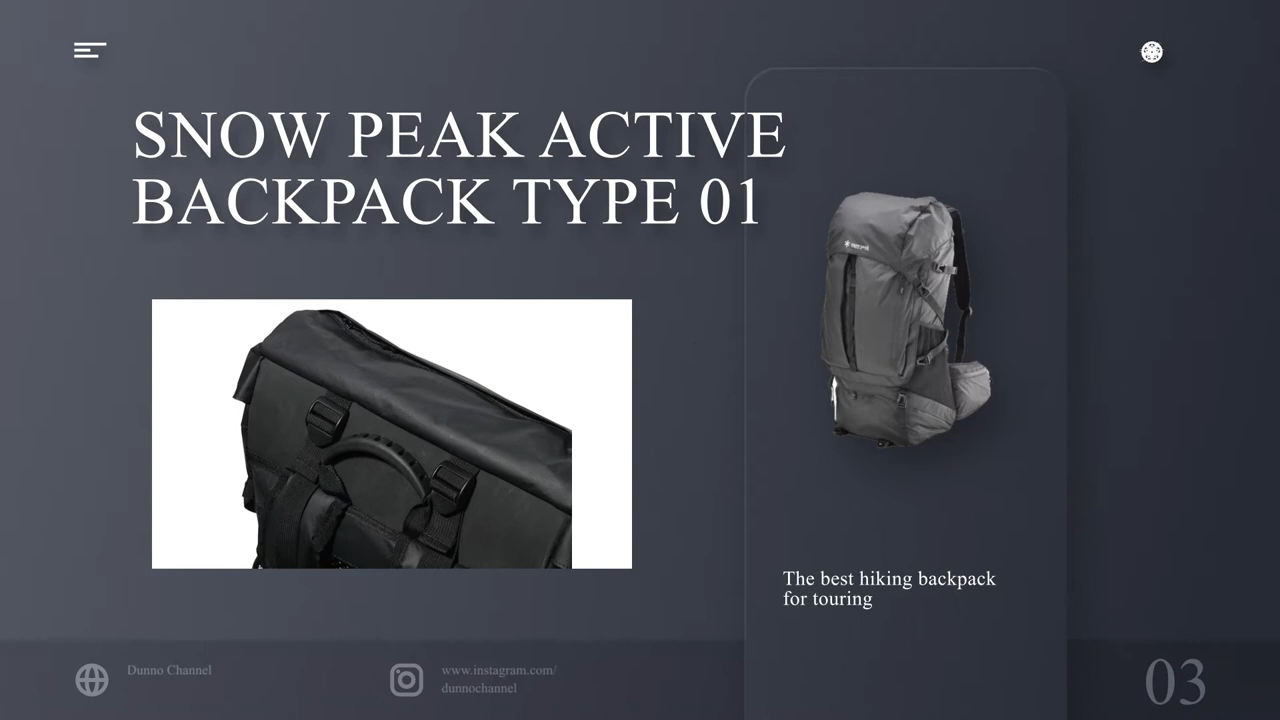 SNOW PEAK ACTIVE
BACKPACK TYPE 01
The best hiking backpack
for touring
Dunno Channel
www.instagram.com/
dunnochannel
03